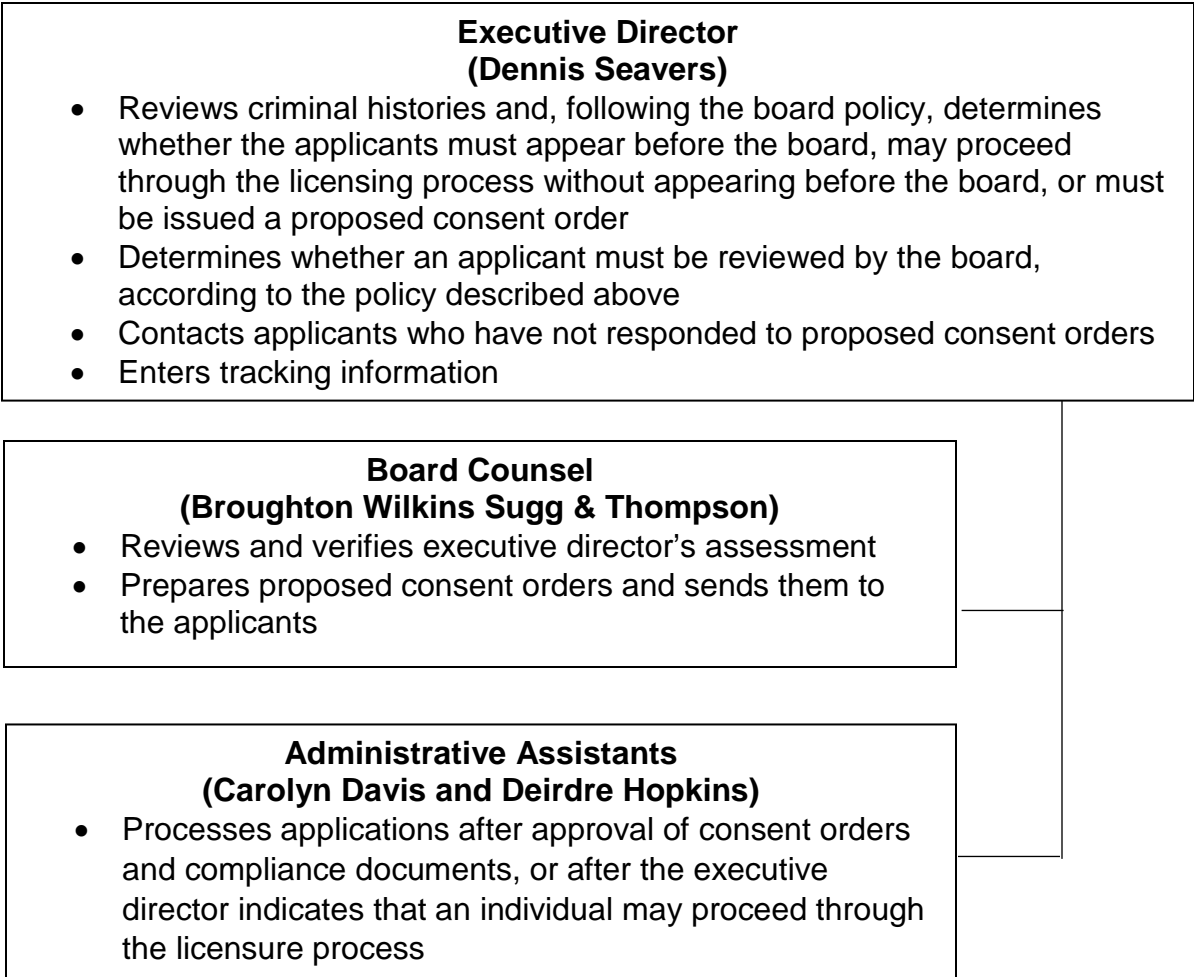 Executive Director
(Dennis Seavers)
• Reviews criminal histories and, following the board policy, determines
whether the applicants must appear before the board, may proceed
through the licensing process without appearing before the board, or must
be issued a proposed consent order
• Determines whether an applicant must be reviewed by the board,
according to the policy described above
• Contacts applicants who have not responded to proposed consent orders
• Enters tracking information
Board Counsel
(Broughton Wilkins Sugg & Thompson)
• Reviews and verifies executive director’s assessment
• Prepares proposed consent orders and sends them to
the applicants
Administrative Assistants
(Carolyn Davis and Deirdre Hopkins)
• Processes applications after approval of consent orders
and compliance documents, or after the executive
director indicates that an individual may proceed through
the licensure process